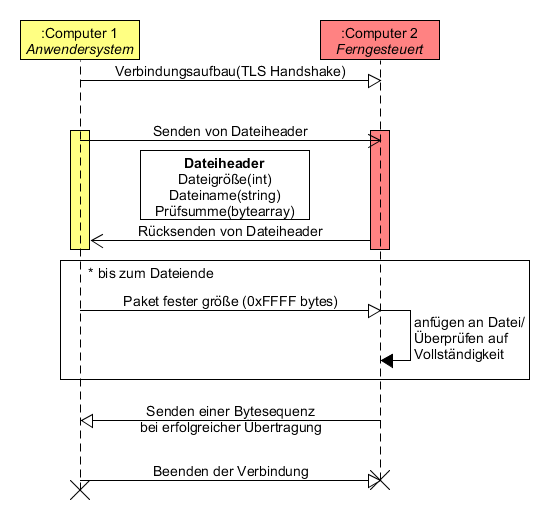 :Computer 1
Anwendersystem
:Computer 2
Ferngesteuert
Verbindungsaufbau(TLS Handshake)
Senden von Dateiheader
Dateiheader
Dateigröße(int)
Dateiname(string)
Prüfsumme(bytearray)
Rücksenden von Dateiheader
* bis zum Dateiende
Paket fester größe (0xFFFF bytes)
anfügen an Datei/
Überprüfen auf
Vollständigkeit
Senden einer Bytesequenz
bei erfolgreicher Übertragung
Beenden der Verbindung